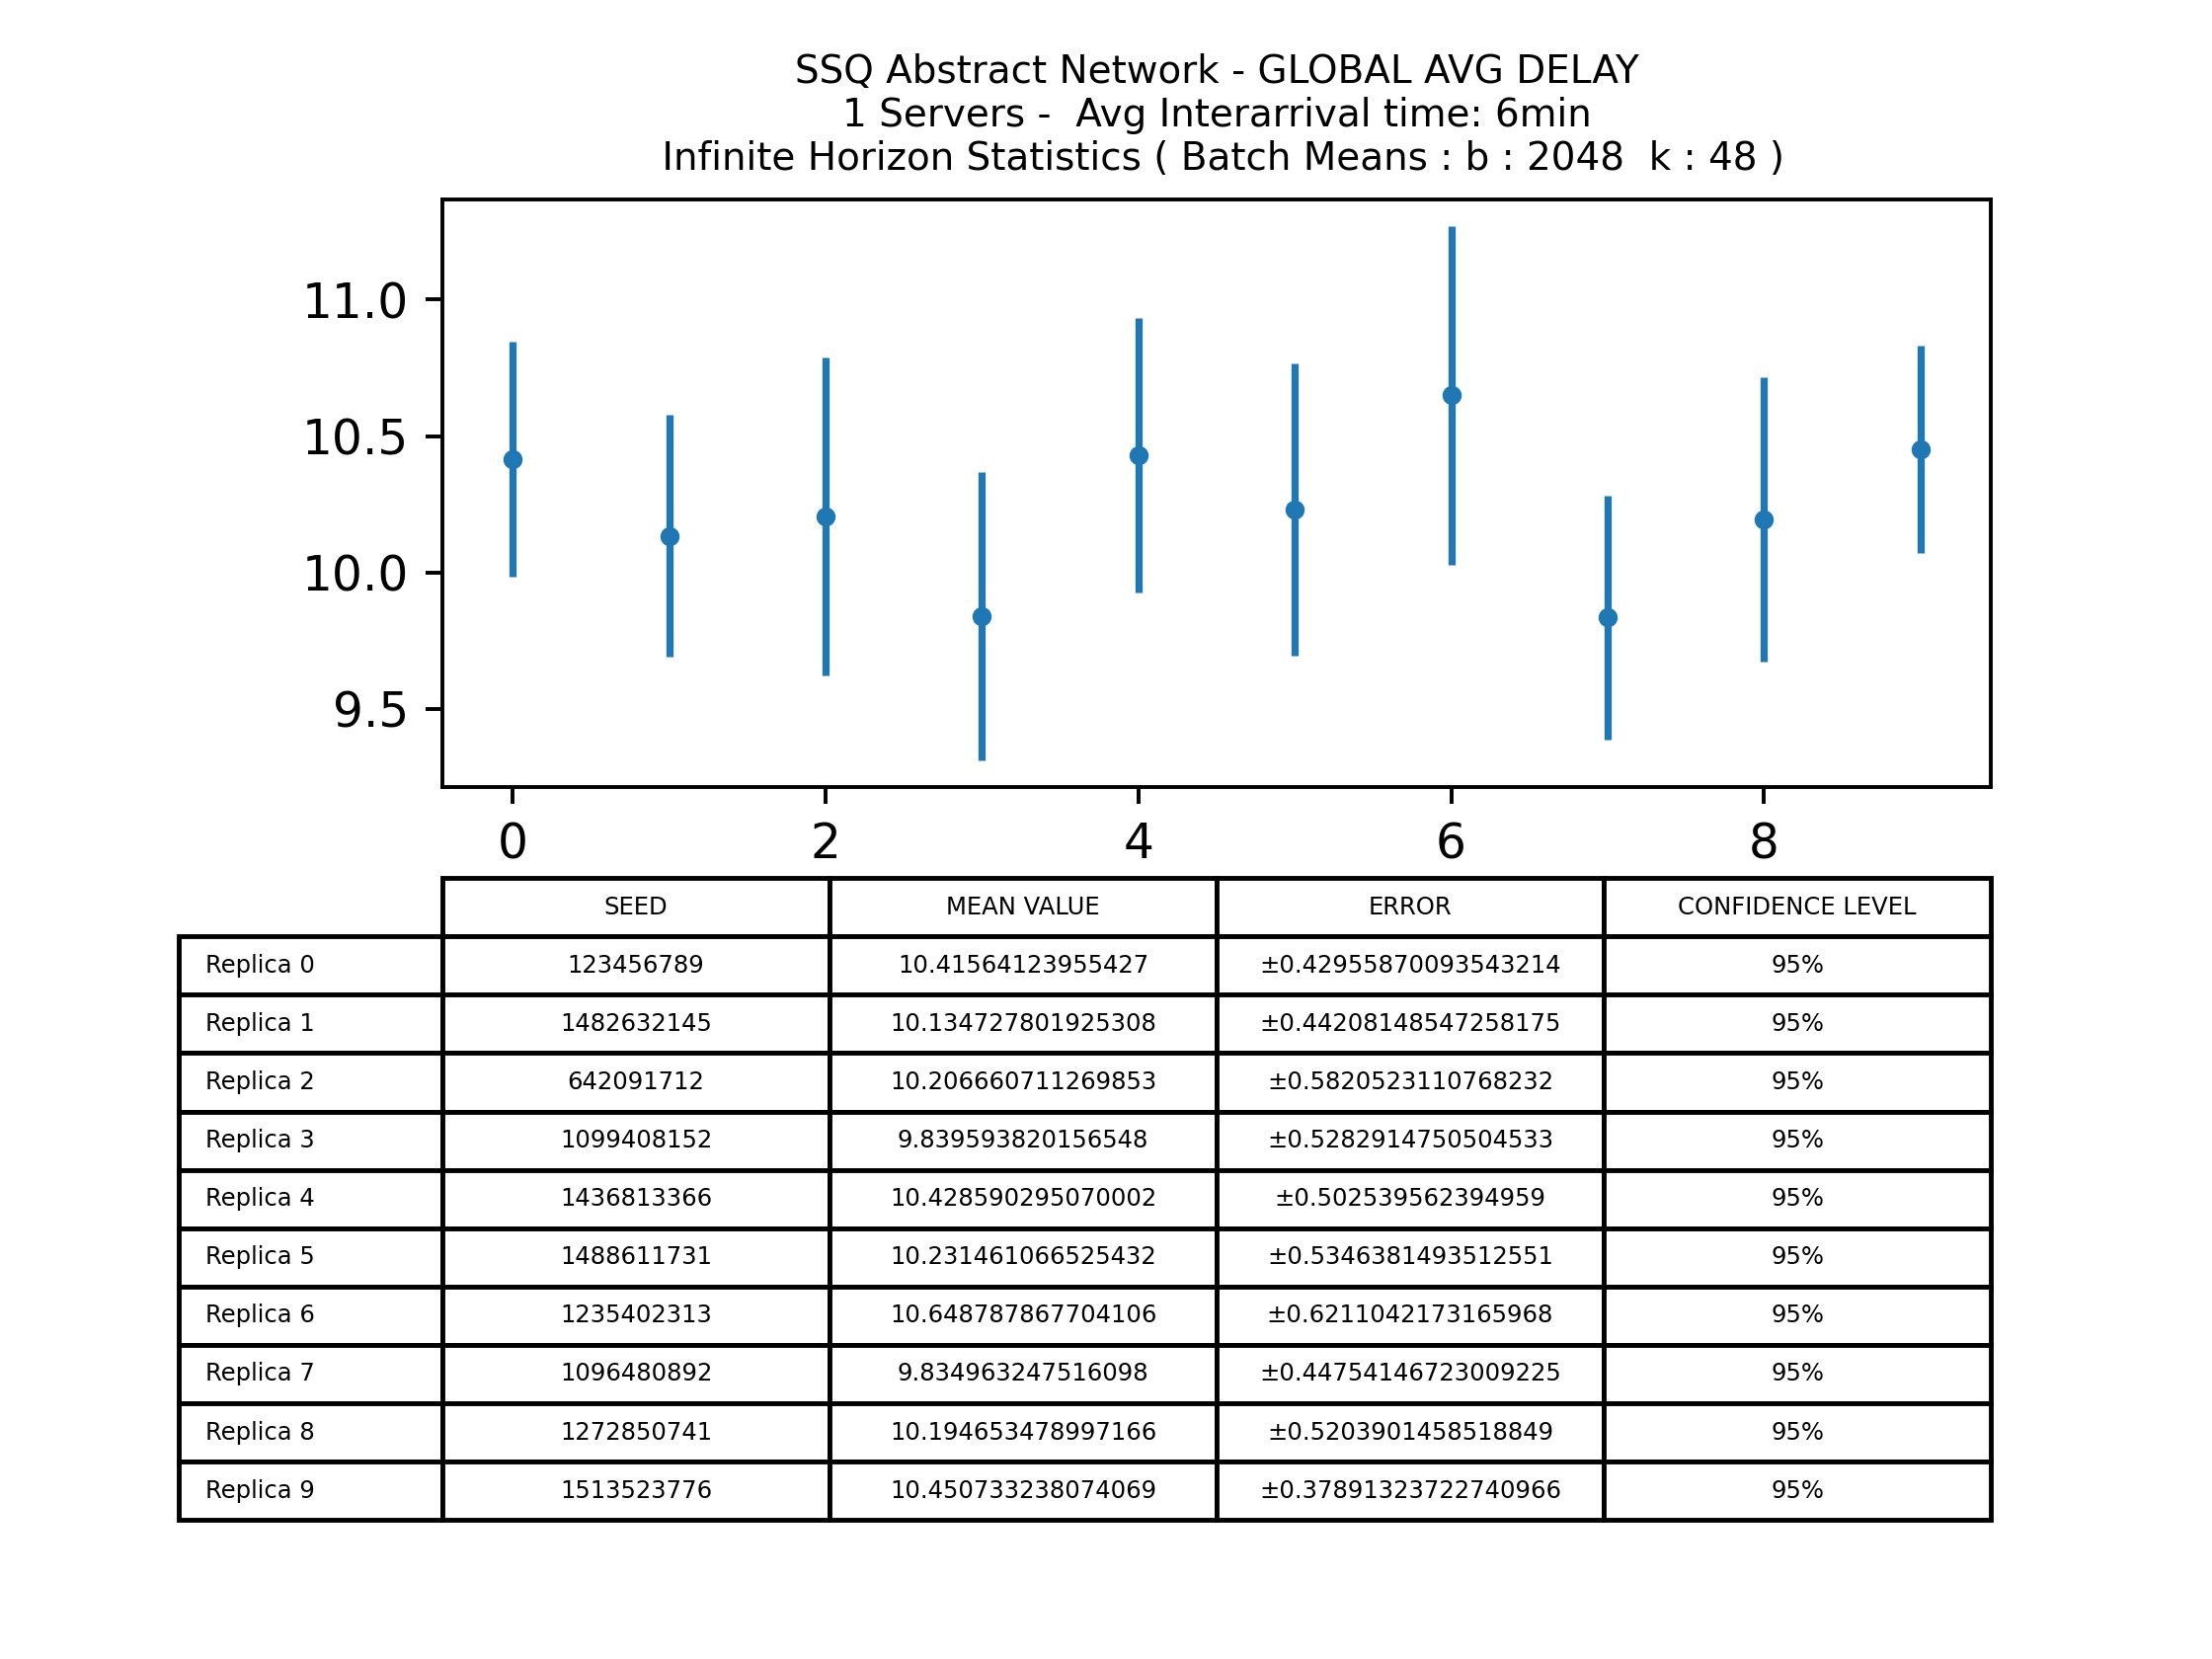 SSQ Abstract Network - GLOBAL AVG DELAY
1 Servers -  Avg Interarrival time: 6min
Infinite Horizon Statistics ( Batch Means : b : 2048  k : 48 )
11.0
10.5
10.0
9.5
0 2 4 6 8
SEED MEAN VALUE ERROR CONFIDENCE LEVEL
Replica 0 123456789 10.41564123955427 ±0.42955870093543214 95%
Replica 1 1482632145 10.134727801925308 ±0.44208148547258175 95%
Replica 2 642091712 10.206660711269853 ±0.5820523110768232 95%
Replica 3 1099408152 9.839593820156548 ±0.5282914750504533 95%
Replica 4 1436813366 10.428590295070002 ±0.502539562394959 95%
Replica 5 1488611731 10.231461066525432 ±0.5346381493512551 95%
Replica 6 1235402313 10.648787867704106 ±0.6211042173165968 95%
Replica 7 1096480892 9.834963247516098 ±0.44754146723009225 95%
Replica 8 1272850741 10.194653478997166 ±0.5203901458518849 95%
Replica 9 1513523776 10.450733238074069 ±0.37891323722740966 95%